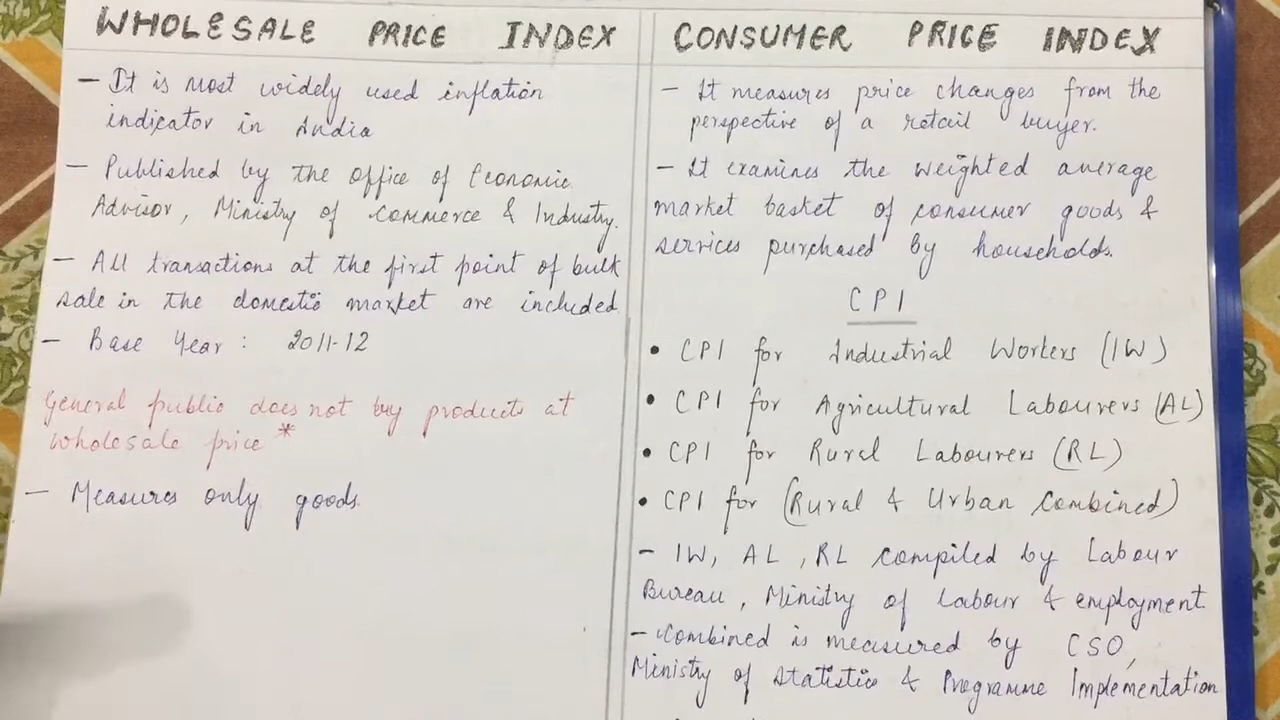 WHOLESALE PRICE INDEX
- It is most widely used inflation
indicator in India
- Published by the office of Economic
Advisor, Ministry of commerce & Industry.
- All transactions at the first point of bulk
sale in the domestic market are included
- Base Year : 2011-12
General public does not buy products at
wholesale price *
- Measures only goods.
CONSUMER PRICE INDEX
- It measures price changes from the
perspective of a retail buyer.
- It examines the weighted average
market basket of consumer goods &
services purchased by households.
CPI
• CPI for Industrial Workers (IW)
• CPI for Agricultural Labourers (AL)
• CPI for Rural Labourers (RL)
• CPI for (Rural & Urban Combined)
- IW, AL, RL compiled by Labour
Bureau, Ministry of Labour & employment.
- Combined is measured by CSO,
Ministry of Statistics & Programme Implementation